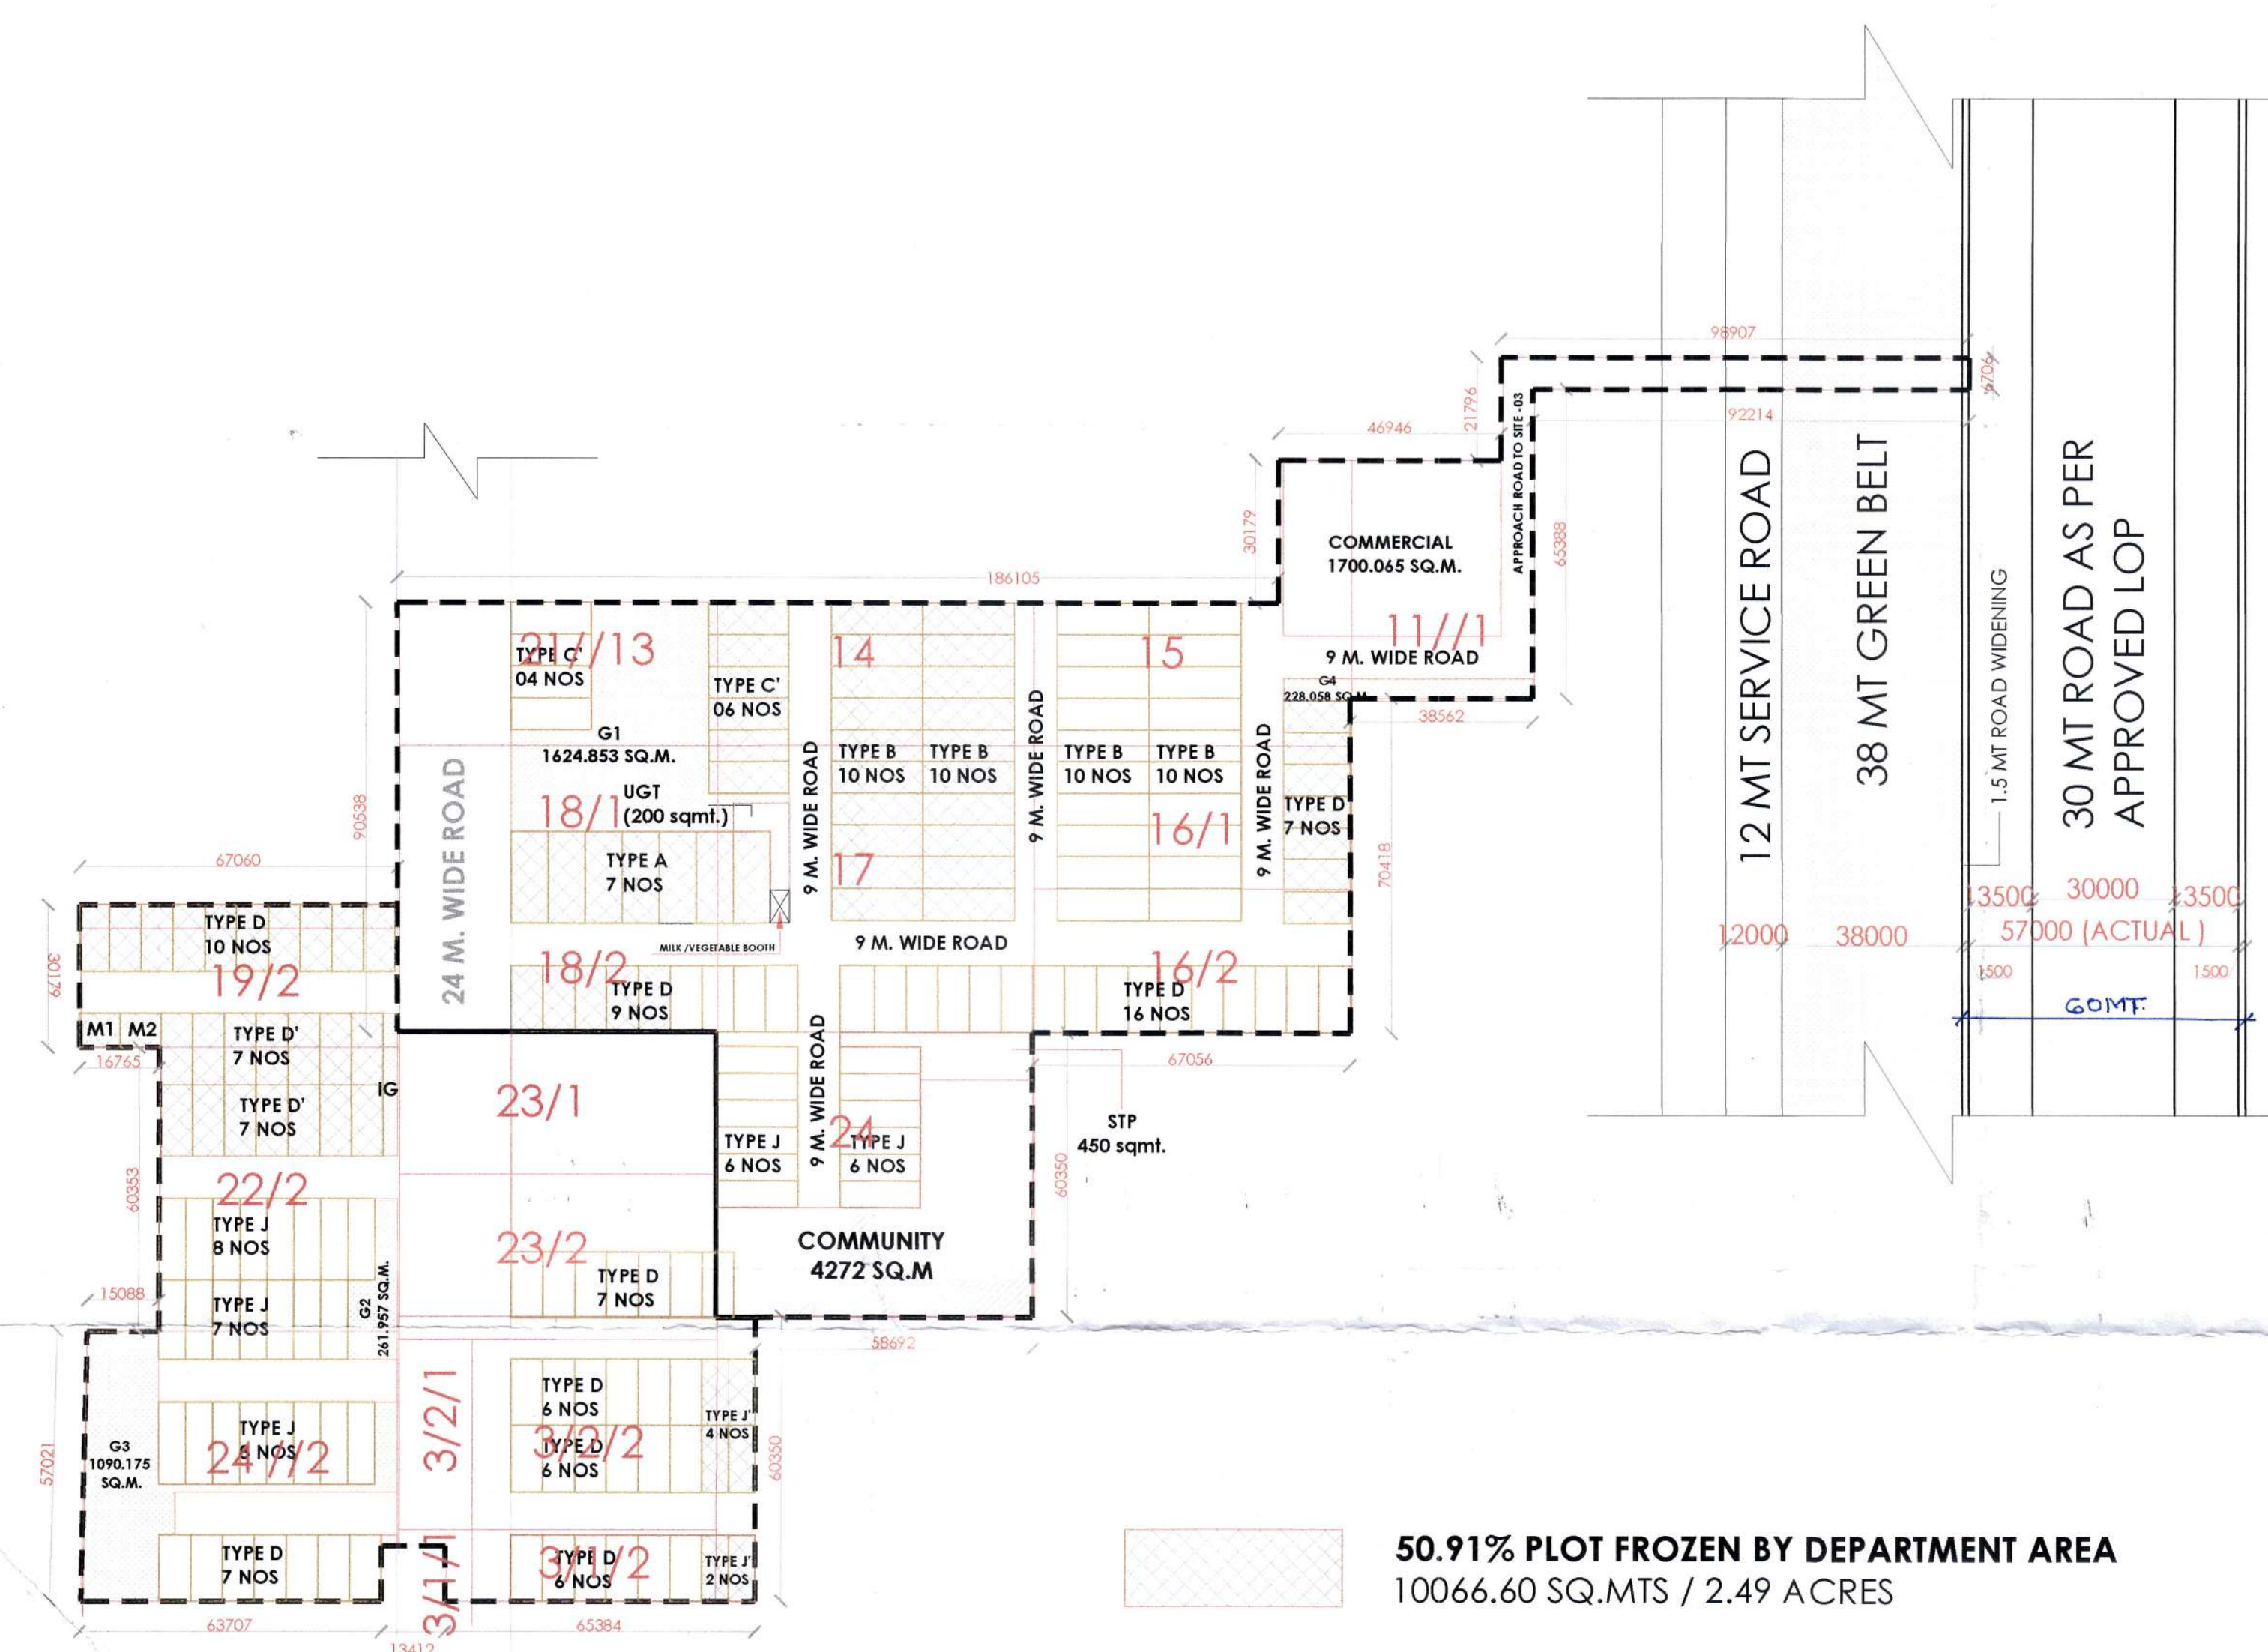 98907
6706
21796
92214
46946
APPROACH ROAD TO SITE -03
30179
65388
COMMERCIAL
1700.065 SQ.M.
12 MT SERVICE ROAD
38 MT GREEN BELT
1.5 MT ROAD WIDENING
30 MT ROAD AS PER
APPROVED LOP
186105
21//13
TYPE C'
04 NOS
14
15
11//1
9 M. WIDE ROAD
G4
228.058 SQ.M.
38562
TYPE C'
06 NOS
G1
1624.853 SQ.M.
UGT
(200 sqmt.)
18/1
90538
24 M. WIDE ROAD
9 M. WIDE ROAD
TYPE B
10 NOS
TYPE B
10 NOS
9 M. WIDE ROAD
TYPE B
10 NOS
TYPE B
10 NOS
9 M. WIDE ROAD
TYPE D
7 NOS
16/1
17
70418
TYPE A
7 NOS
67060
13500
30000
13500
12000
38000
57000 (ACTUAL)
1500
1500
60MT.
TYPE D
10 NOS
19/2
30179
MILK /VEGETABLE BOOTH
9 M. WIDE ROAD
18/2
TYPE D
9 NOS
16/2
TYPE D
16 NOS
67056
M1
M2
16765
TYPE D'
7 NOS
IG
TYPE D'
7 NOS
23/1
9 M. WIDE ROAD
24
TYPE J
6 NOS
TYPE J
6 NOS
STP
450 sqmt.
60350
60353
22/2
TYPE J
8 NOS
TYPE J
7 NOS
G2
261.957 SQ.M.
23/2
TYPE D
7 NOS
COMMUNITY
4272 SQ.M
15088
58692
57021
G3
1090.175
SQ.M.
TYPE J
8 NOS
24//2
3/2/1
TYPE D
6 NOS
3/2/2
TYPE D
6 NOS
TYPE J'
4 NOS
60350
TYPE D
7 NOS
3/1/1
3/1/2
TYPE D
6 NOS
TYPE J'
2 NOS
63707
13412
65384
50.91% PLOT FROZEN BY DEPARTMENT AREA
10066.60 SQ.MTS / 2.49 ACRES